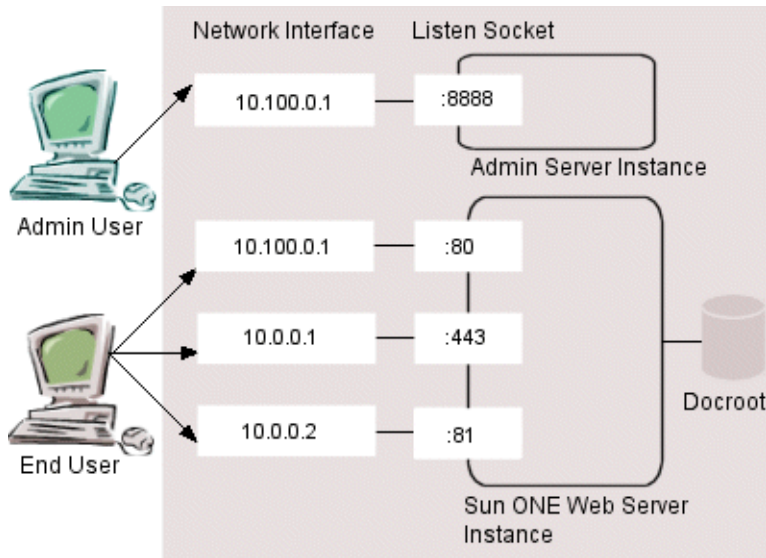 Network Interface
Listen Socket
10.100.0.1
:8888
Admin Server Instance
Admin User
10.100.0.1
:80
10.0.0.1
:443
Docroot
10.0.0.2
:81
End User
Sun ONE Web Server
Instance